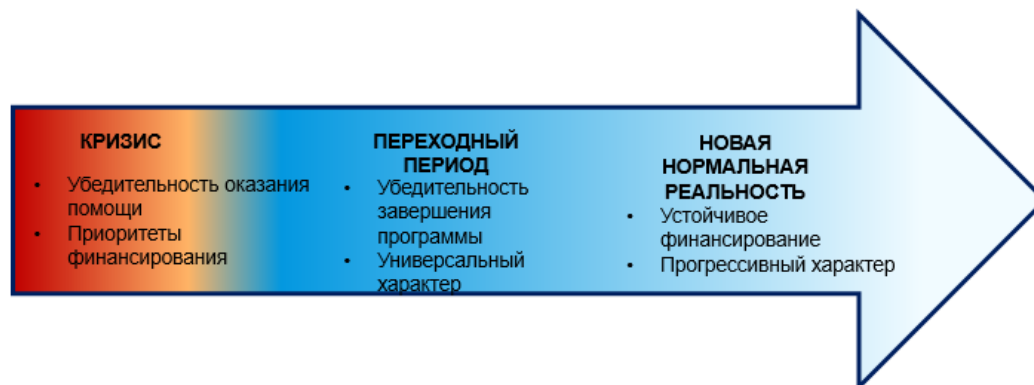 КРИЗИС
• Убедительность оказания
помощи
• Приоритеты
финансирования
ПЕРЕХОДНЫЙ
ПЕРИОД
• Убедительность
завершения
программы
• Универсальный
характер
НОВАЯ
НОРМАЛЬНАЯ
РЕАЛЬНОСТЬ
• Устойчивое
финансирование
• Прогрессивный характер